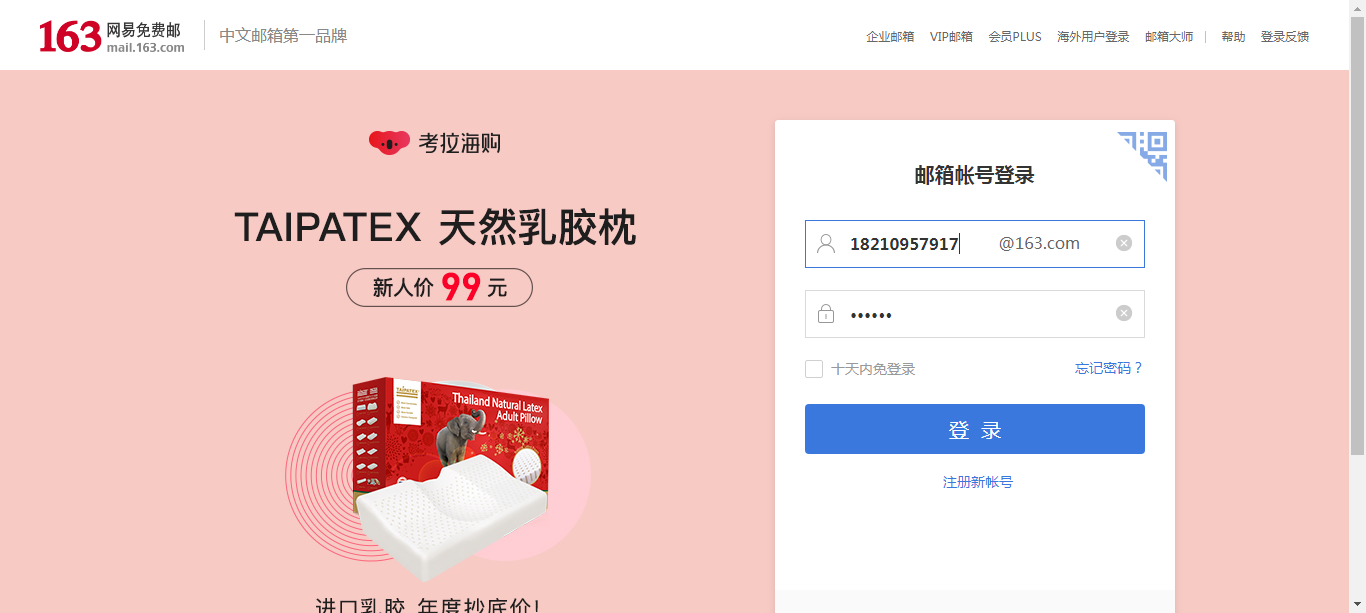 163 网易免费邮
mail.163.com
中文邮箱第一品牌
企业邮箱 VIP邮箱 会员PLUS 海外用户登录 邮箱大师 | 帮助 登录反馈
考拉海购
TAIPATEX 天然乳胶枕
新人价 99 元
TAIPATEX
Thailand Natural Latex
Adult Pillow
进口乳胶 年度抄底价!
邮箱帐号登录
18210957917 @163.com
••••••
十天内免登录 忘记密码?
登 录
注册新帐号